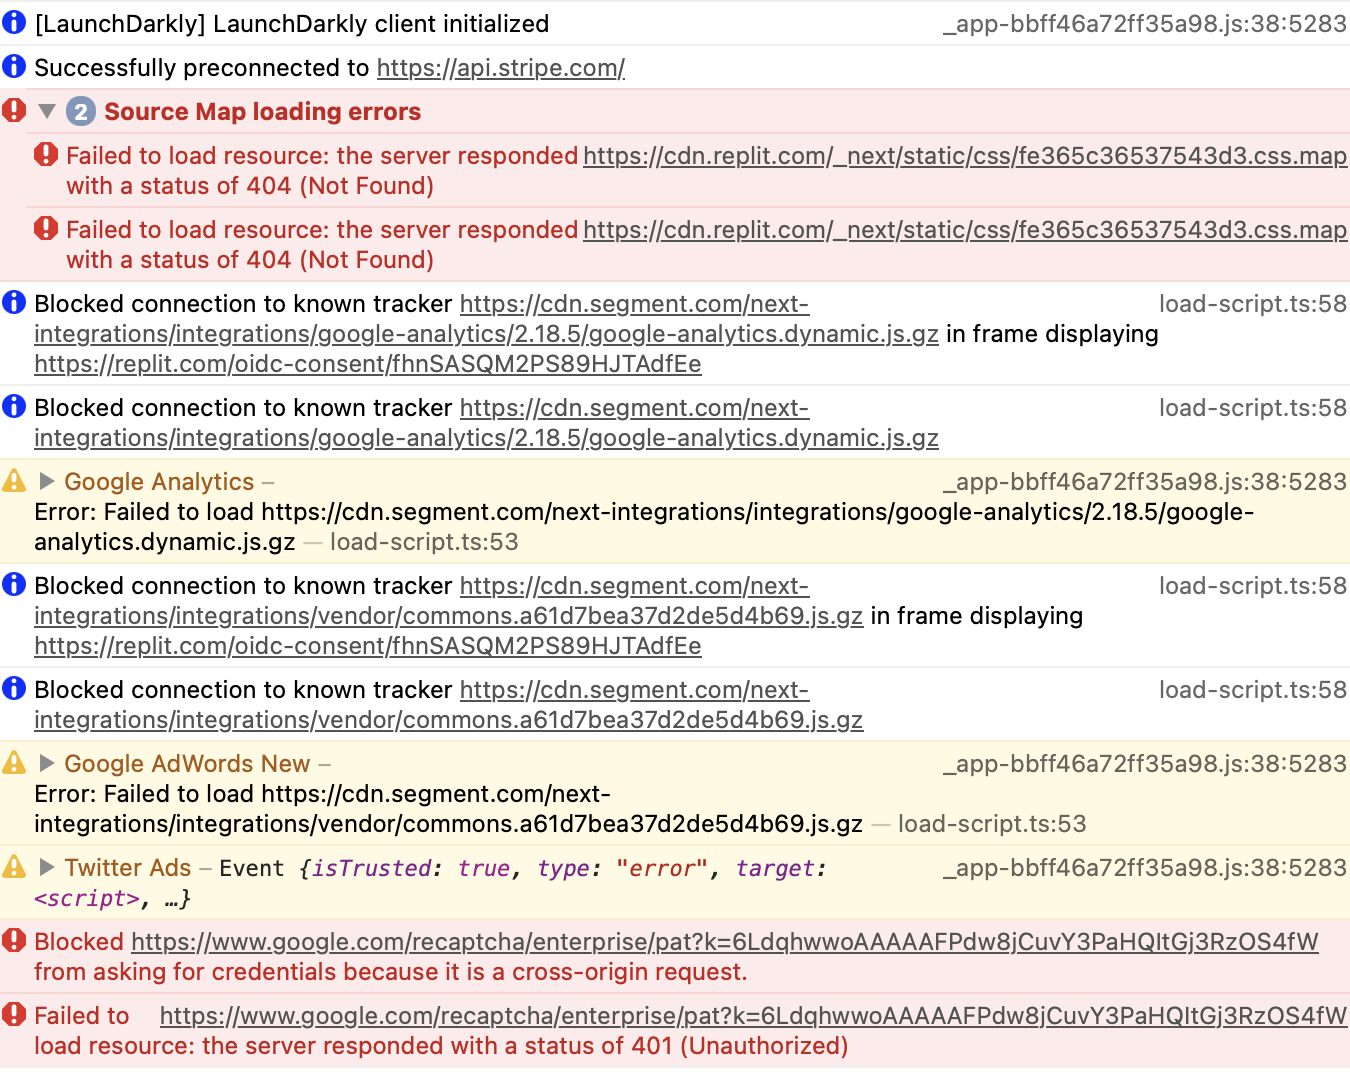 [LaunchDarkly] LaunchDarkly client initialized _app-bbff46a72ff35a98.js:38:5283
Successfully preconnected to https://api.stripe.com/
2 Source Map loading errors
Failed to load resource: the server responded https://cdn.replit.com/_next/static/css/fe365c36537543d3.css.map
with a status of 404 (Not Found)
Failed to load resource: the server responded https://cdn.replit.com/_next/static/css/fe365c36537543d3.css.map
with a status of 404 (Not Found)
Blocked connection to known tracker https://cdn.segment.com/next- load-script.ts:58
integrations/integrations/google-analytics/2.18.5/google-analytics.dynamic.js.gz in frame displaying
https://replit.com/oidc-consent/fhnSASQM2PS89HJTAdfEe
Blocked connection to known tracker https://cdn.segment.com/next- load-script.ts:58
integrations/integrations/google-analytics/2.18.5/google-analytics.dynamic.js.gz
Google Analytics – _app-bbff46a72ff35a98.js:38:5283
Error: Failed to load https://cdn.segment.com/next-integrations/integrations/google-analytics/2.18.5/google-
analytics.dynamic.js.gz — load-script.ts:53
Blocked connection to known tracker https://cdn.segment.com/next- load-script.ts:58
integrations/integrations/vendor/commons.a61d7bea37d2de5d4b69.js.gz in frame displaying
https://replit.com/oidc-consent/fhnSASQM2PS89HJTAdfEe
Blocked connection to known tracker https://cdn.segment.com/next- load-script.ts:58
integrations/integrations/vendor/commons.a61d7bea37d2de5d4b69.js.gz
Google AdWords New – _app-bbff46a72ff35a98.js:38:5283
Error: Failed to load https://cdn.segment.com/next-
integrations/integrations/vendor/commons.a61d7bea37d2de5d4b69.js.gz — load-script.ts:53
Twitter Ads – Event {isTrusted: true, type: "error", target: _app-bbff46a72ff35a98.js:38:5283
<script>, …}
Blocked https://www.google.com/recaptcha/enterprise/pat?k=6LdqhwwoAAAAAFPdw8jCuvY3PaHQItGj3RzOS4fW
from asking for credentials because it is a cross-origin request.
Failed to https://www.google.com/recaptcha/enterprise/pat?k=6LdqhwwoAAAAAFPdw8jCuvY3PaHQItGj3RzOS4fW
load resource: the server responded with a status of 401 (Unauthorized)